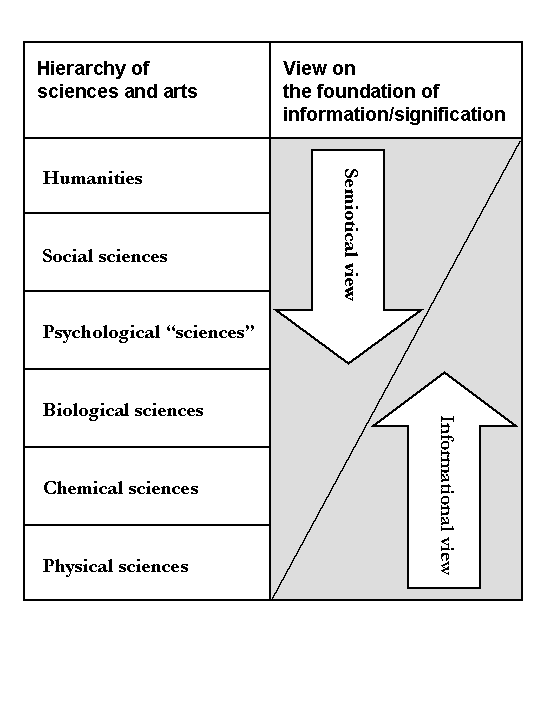 Hierarchy of
sciences and arts
View on
the foundation of
information/signification
Humanities
Social sciences
Psychological “sciences”
Biological sciences
Chemical sciences
Physical sciences
Semiotical view
Informational view